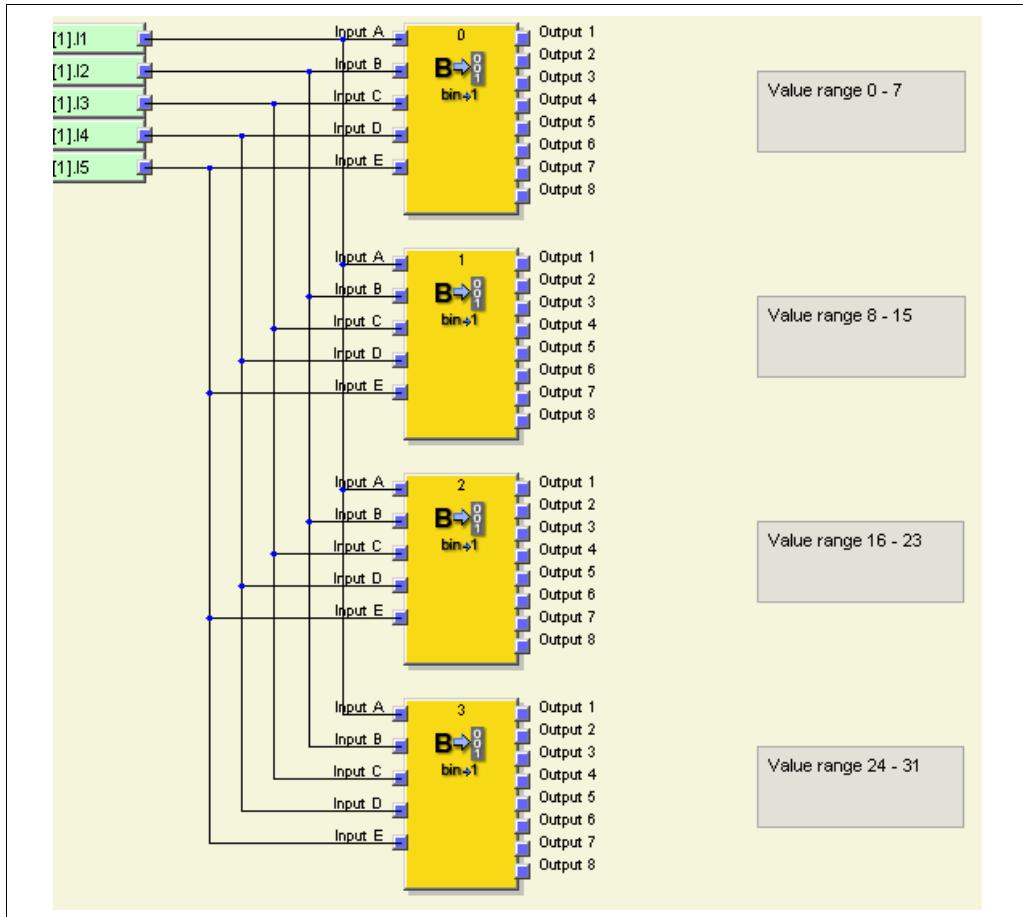 [1].I1
[1].I2
[1].I3
[1].I4
[1].I5
Input A
Input B
Input C
Input D
Input E
0
B 001
bin→1
Output 1
Output 2
Output 3
Output 4
Output 5
Output 6
Output 7
Output 8
Value range 0 - 7
Input A
Input B
Input C
Input D
Input E
1
B 001
bin→1
Output 1
Output 2
Output 3
Output 4
Output 5
Output 6
Output 7
Output 8
Value range 8 - 15
Input A
Input B
Input C
Input D
Input E
2
B 001
bin→1
Output 1
Output 2
Output 3
Output 4
Output 5
Output 6
Output 7
Output 8
Value range 16 - 23
Input A
Input B
Input C
Input D
Input E
3
B 001
bin→1
Output 1
Output 2
Output 3
Output 4
Output 5
Output 6
Output 7
Output 8
Value range 24 - 31